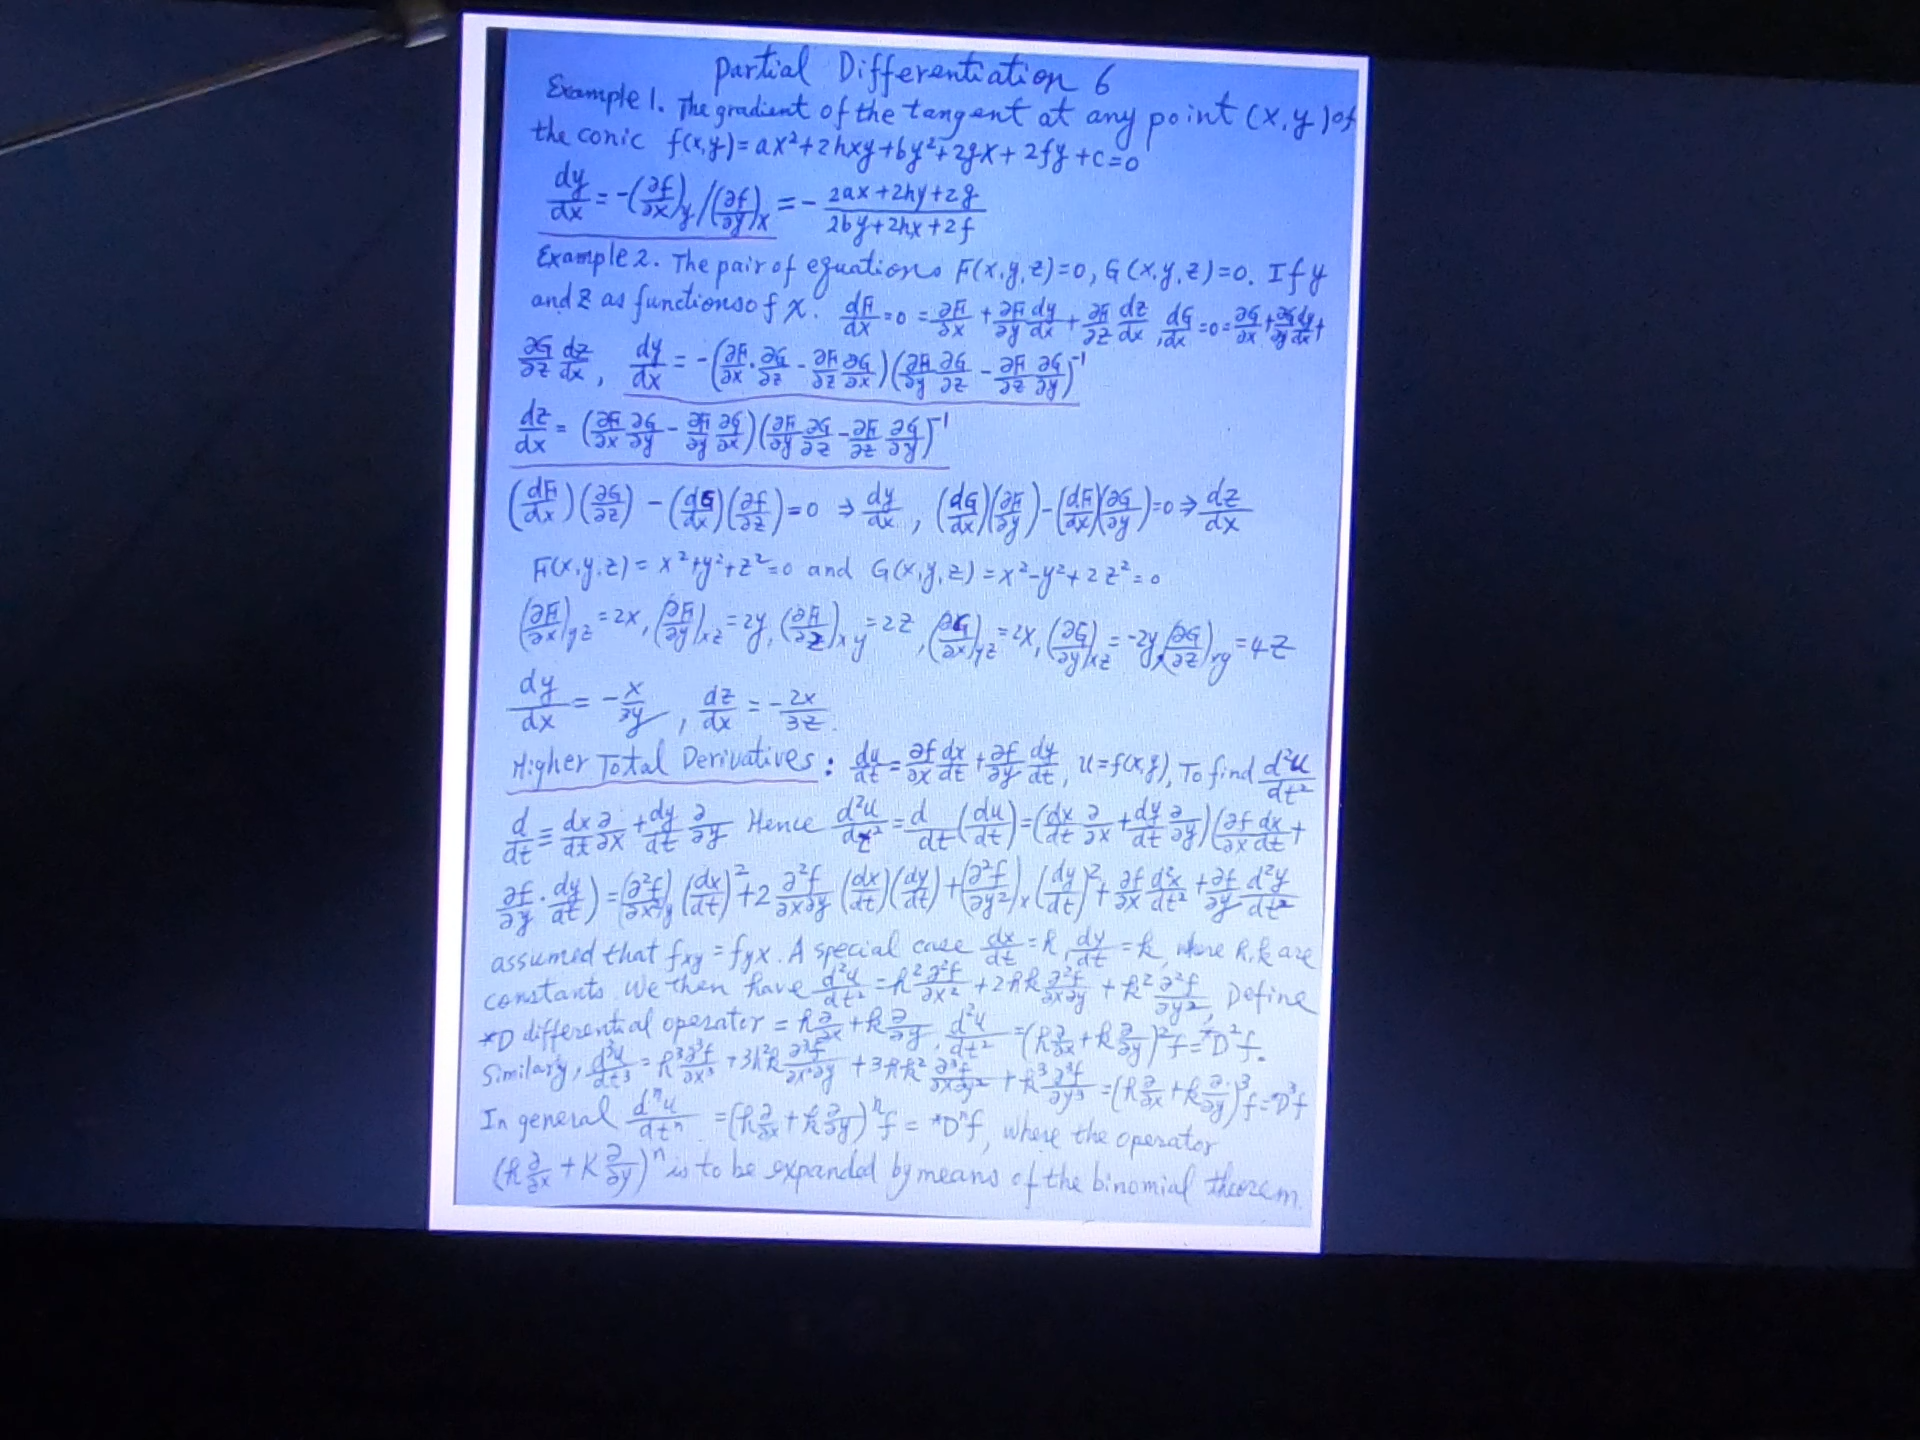 Partial Differentiation 6
Example 1. The gradient of the tangent at any point (x,y) of
the conic f(x,y)=ax²+2hxy+by²+2gx+2fy+c=0
dy/dx = -(∂f/∂x)y/(∂f/∂y)x = - (2ax+2hy+2g)/(2by+2hx+2f)
Example 2. The pair of equations F(x,y,z)=0, G(x,y,z)=0. If y
and z as functions of x. dF/dx=0=∂F/∂x+∂F/∂y dy/dx+∂F/∂z dz/dx, dG/dx=0=∂G/∂x+∂G/∂y dy/dx+
∂G/∂z dz/dx, dy/dx = -(∂F/∂x·∂G/∂z - ∂F/∂z ∂G/∂x)(∂F/∂y ∂G/∂z - ∂F/∂z ∂G/∂y)⁻¹
dz/dx = (∂F/∂x ∂G/∂y - ∂F/∂y ∂G/∂x)(∂F/∂y ∂G/∂z - ∂F/∂z ∂G/∂y)⁻¹
(dF/dx)(∂G/∂z) - (dG/dx)(∂f/∂z)=0 ⇒ dy/dx, (dG/dx)(∂F/∂y)-(dF/dx)(∂G/∂y)=0 ⇒ dz/dx
F(x,y,z) = x²+y²+z²=0 and G(x,y,z) = x²-y²+2z²=0
(∂F/∂x)yz=2x, (∂F/∂y)xz=2y, (∂F/∂z)xy=2z, (∂G/∂x)yz=2x, (∂G/∂y)xz=-2y, (∂G/∂z)xy=4z
dy/dx = -x/3y, dz/dx = -2x/3z
Higher Total Derivatives: du/dt=∂f/∂x dx/dt+∂f/∂y dy/dt, u=f(x,y), To find d²u/dt²
d/dt = dx/dt ∂/∂x + dy/dt ∂/∂y Hence d²u/dt² = d/dt(du/dt)=(dx/dt ∂/∂x+dy/dt ∂/∂y)(∂f/∂x dx/dt+
∂f/∂y·dy/dt)=(∂²f/∂x²)y(dx/dt)²+2 ∂²f/∂x∂y (dx/dt)(dy/dt)+(∂²f/∂y²)x(dy/dt)²+∂f/∂x d²x/dt²+∂f/∂y d²y/dt²
assumed that fxy=fyx. A special case dx/dt=h, dy/dt=k, where h,k are
constants. We then have d²u/dt²=h² ∂²f/∂x²+2hk ∂²f/∂x∂y+k² ∂²f/∂y², Define
*D differential operator = h ∂/∂x+k ∂/∂y, d²u/dt²=(h ∂/∂x+k ∂/∂y)²f=*D²f.
Similary, d³u/dt³=h³ ∂³f/∂x³+3h²k ∂³f/∂x²∂y+3hk² ∂³f/∂x∂y²+k³ ∂³f/∂y³=(h ∂/∂x+k ∂/∂y)³f=*D³f
In general dⁿu/dtⁿ=(h ∂/∂x+k ∂/∂y)ⁿf=*Dⁿf, where the operator
(h ∂/∂x+k ∂/∂y)ⁿ is to be expanded by means of the binomial theorem.